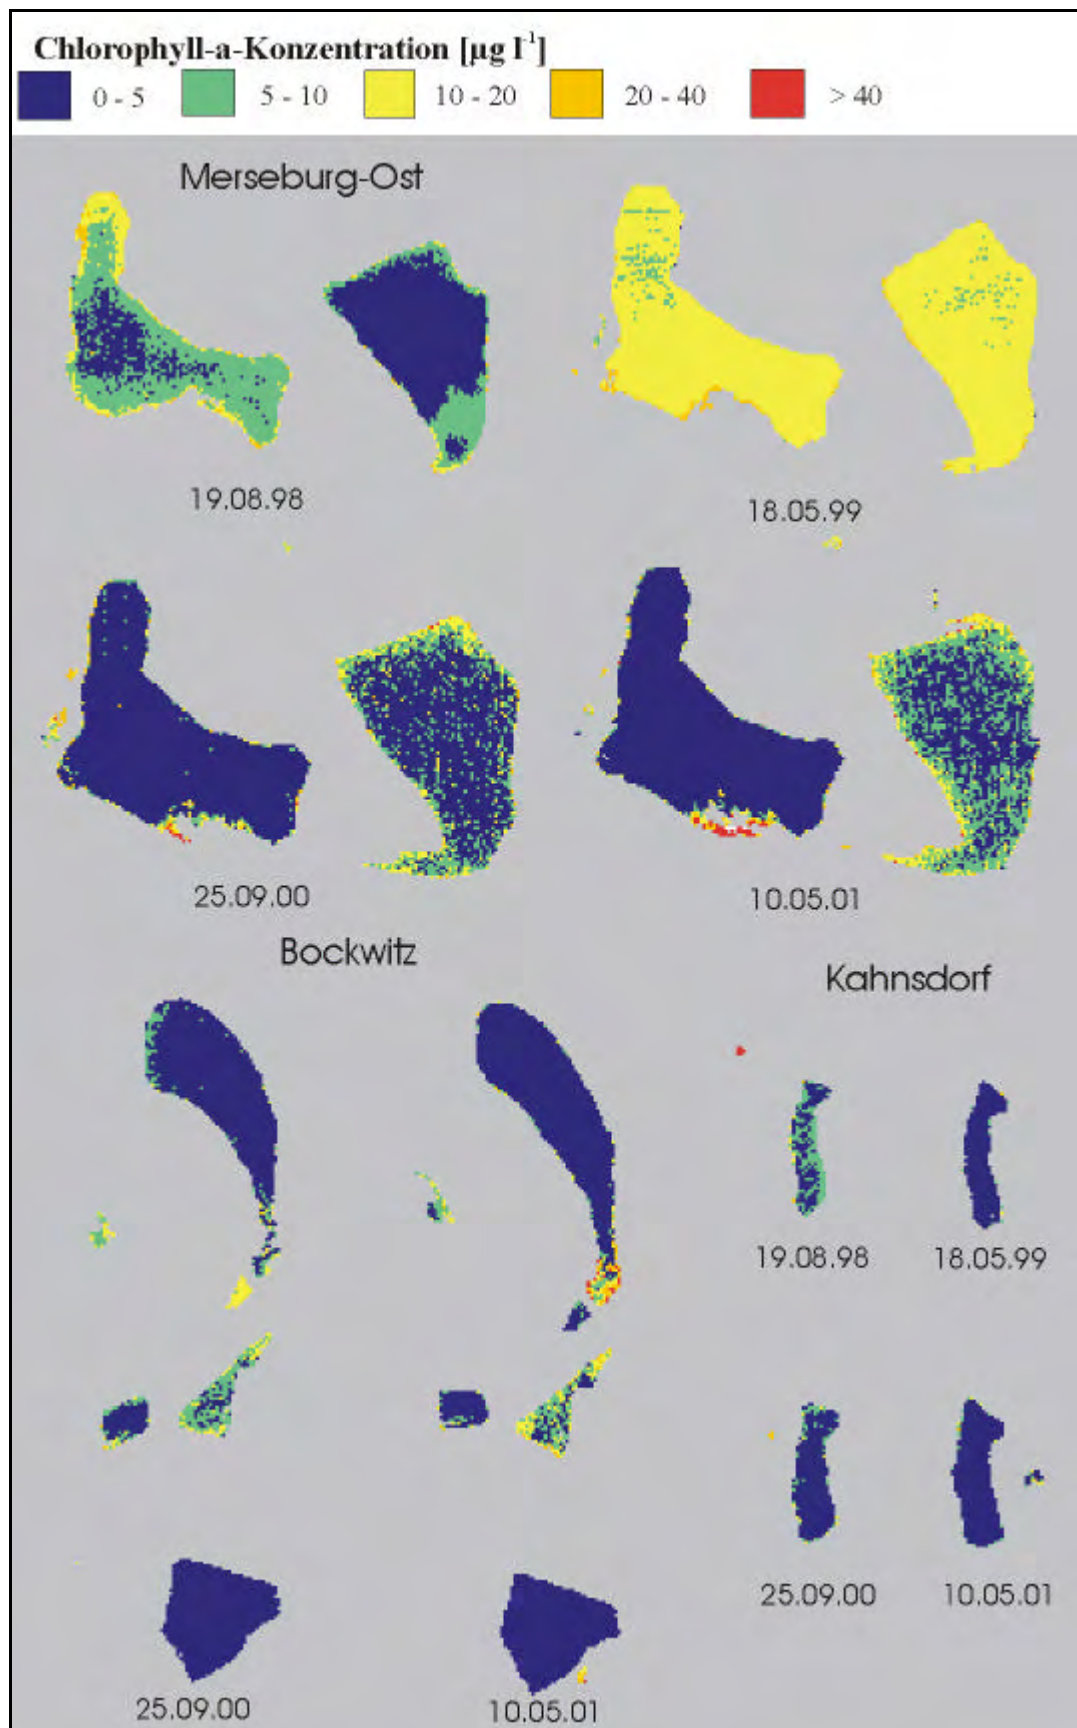 Chlorophyll-a-Konzentration [µg l⁻¹]
0 - 5 5 - 10 10 - 20 20 - 40 > 40
Merseburg-Ost
19.08.98 18.05.99
25.09.00 10.05.01
Bockwitz
Kahnsdorf
19.08.98 18.05.99
25.09.00 10.05.01
25.09.00 10.05.01